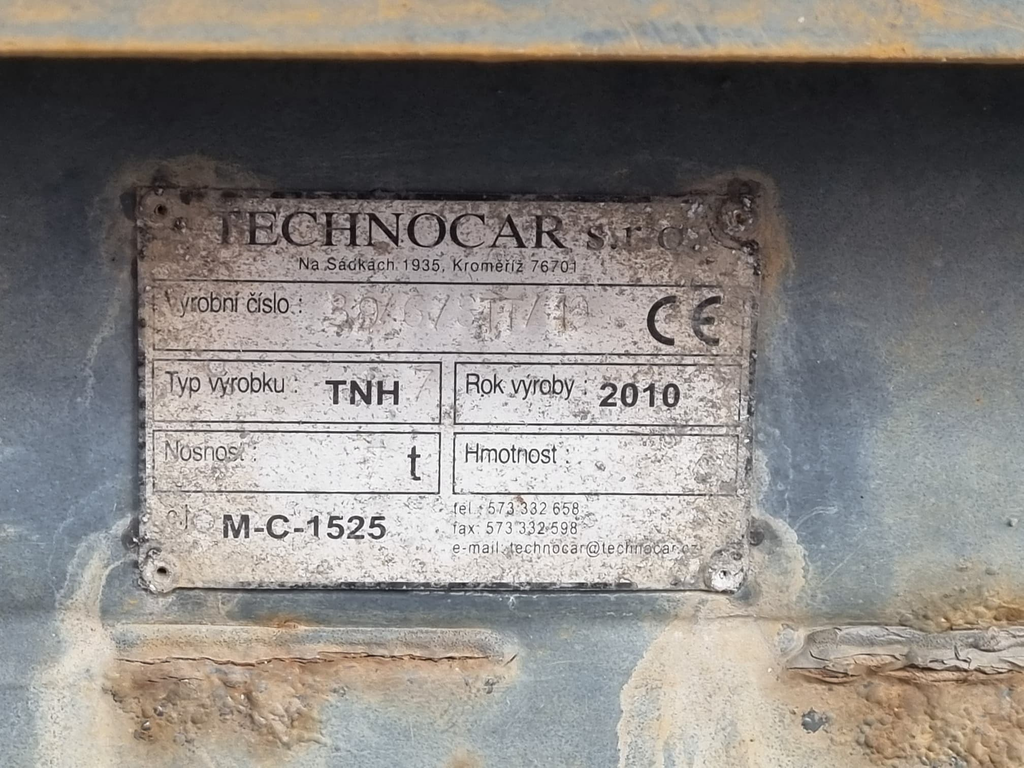 TECHNOCAR s.r.o.
Na Sádkách 1935, Kroměříž 76701
Výrobní číslo :
CE
Typ výrobku : TNH
Rok výroby : 2010
Nosnost : t
Hmotnost :
M-C-1525
tel.: 573 332 658
fax: 573 332 598
e-mail: technocar@technocar.cz